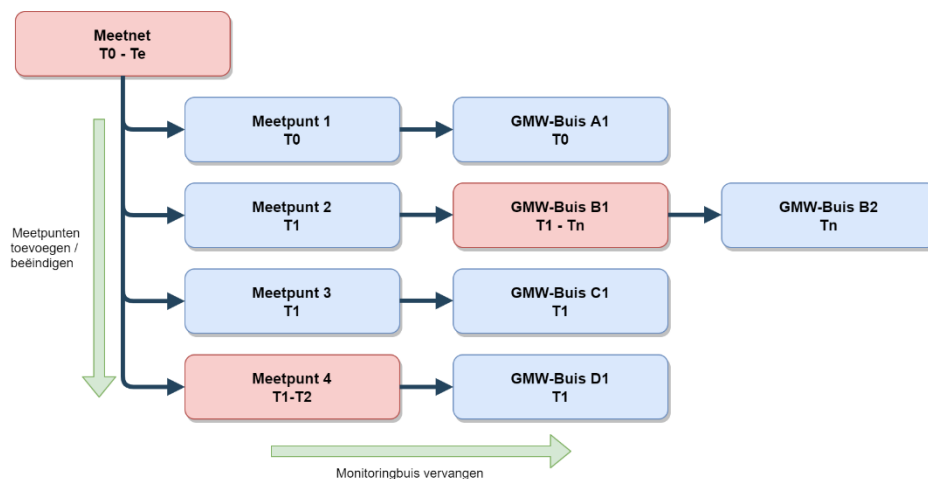 Meetnet
T0 - Te
Meetpunt 1
T0
GMW-Buis A1
T0
Meetpunt 2
T1
GMW-Buis B1
T1 - Tn
GMW-Buis B2
Tn
Meetpunten
toevoegen /
beëindigen
Meetpunt 3
T1
GMW-Buis C1
T1
Meetpunt 4
T1-T2
GMW-Buis D1
T1
Monitoringbuis vervangen